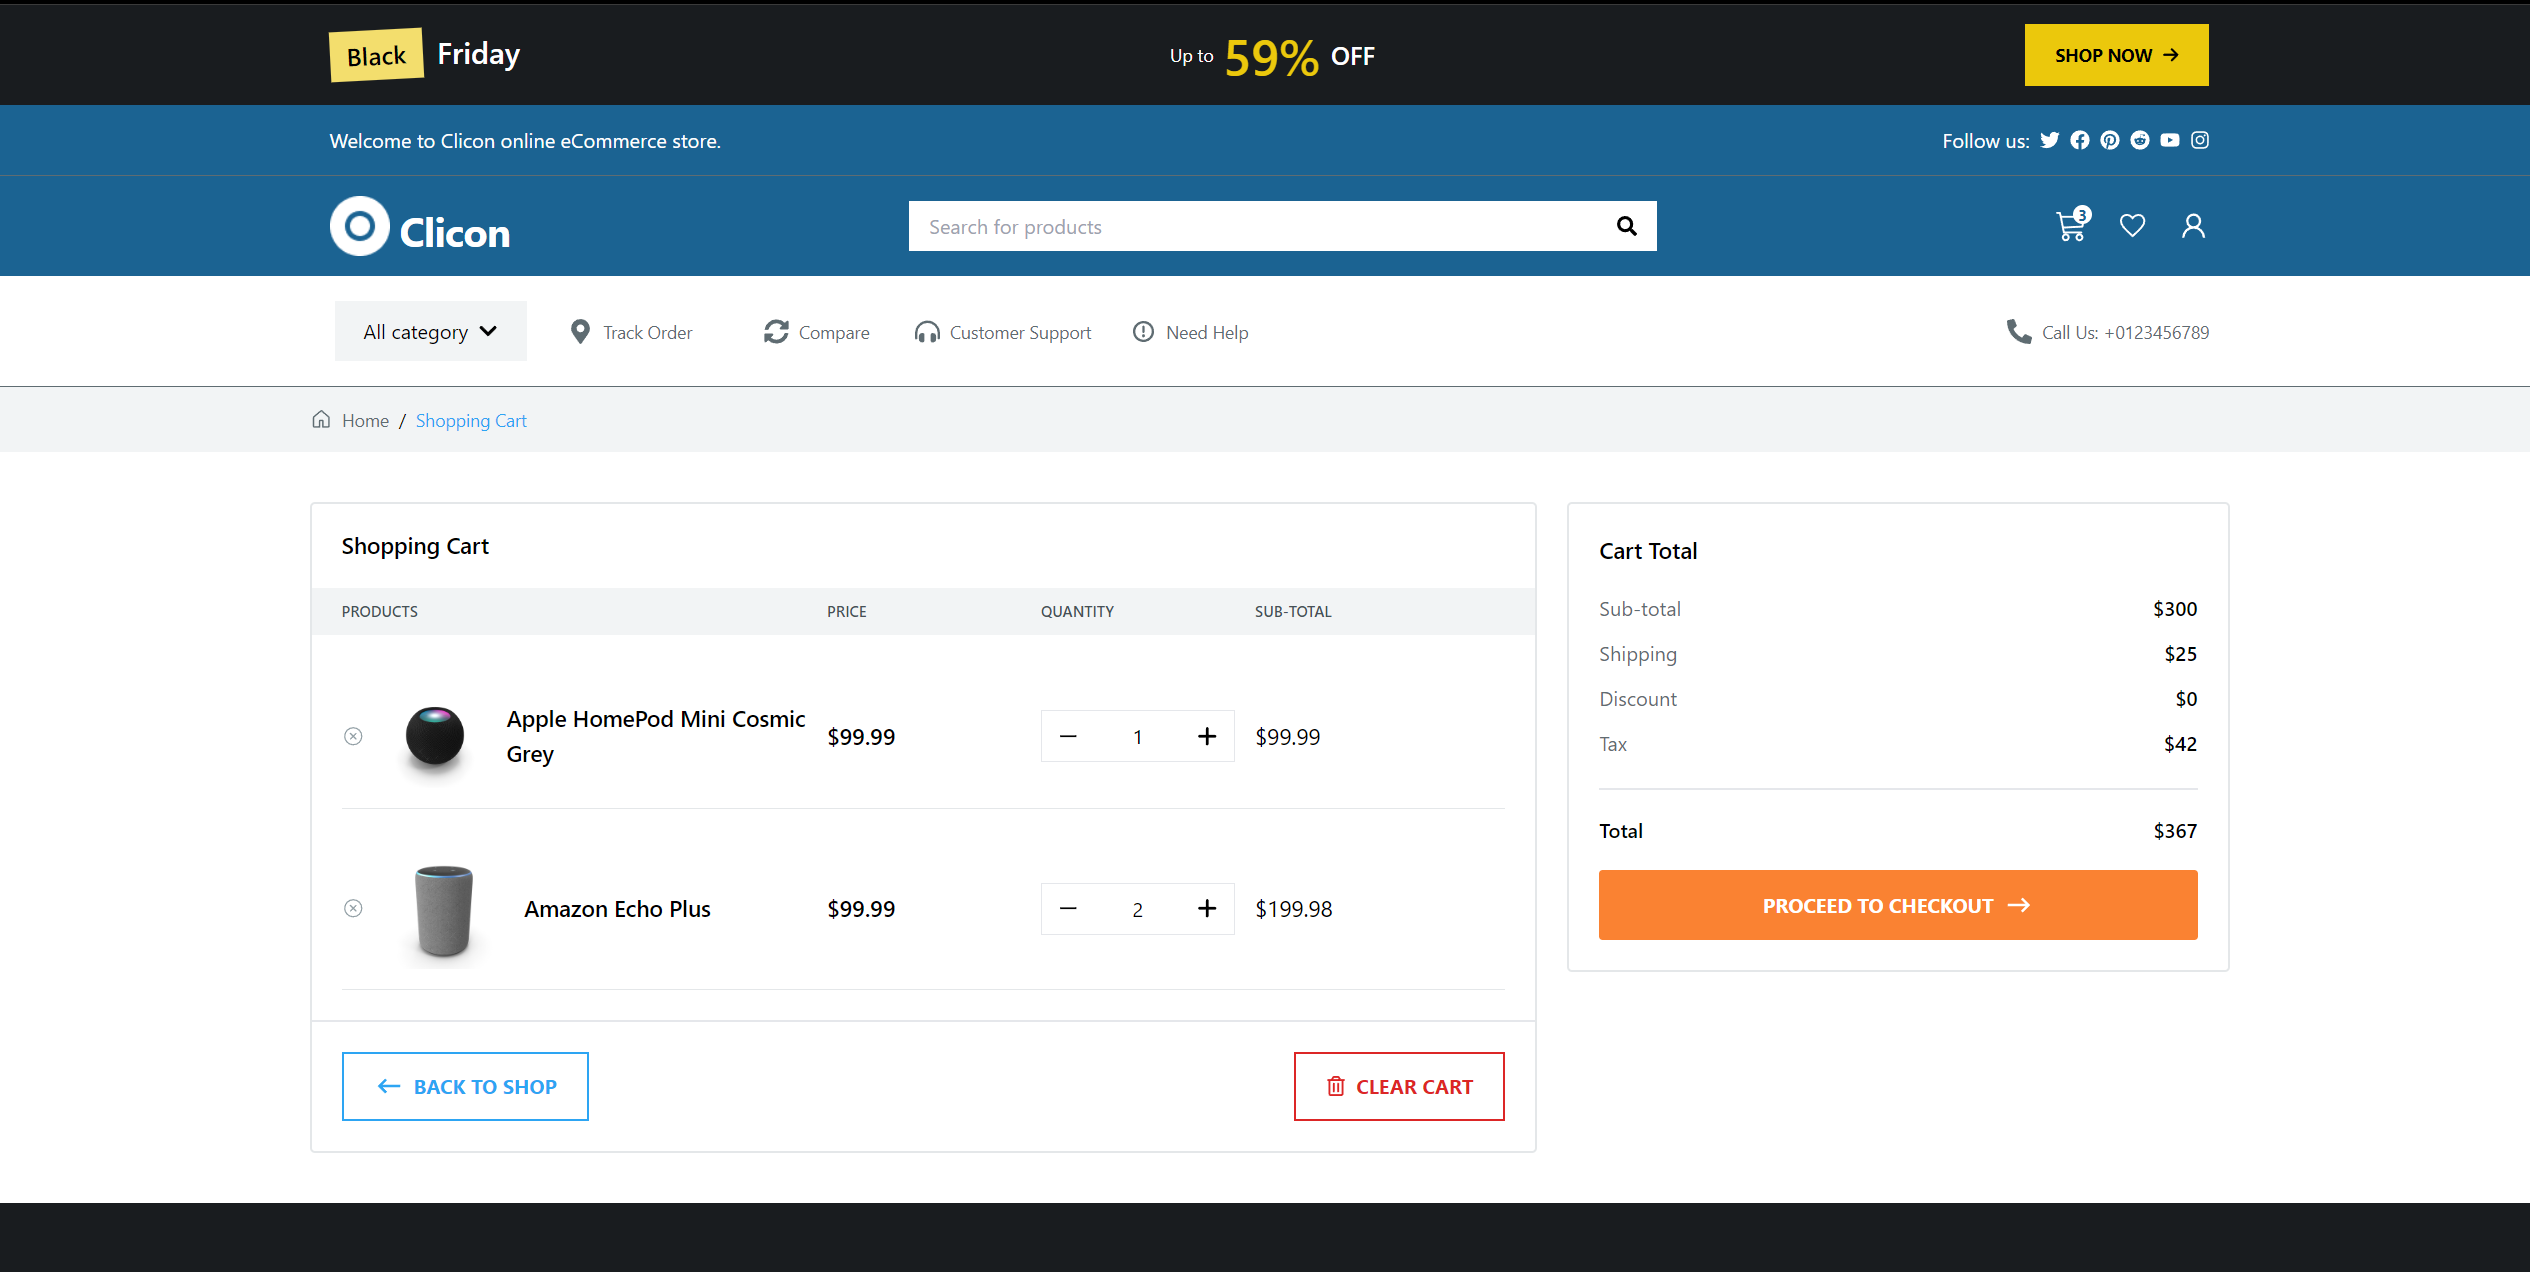 Black Friday
Up to 59% OFF
SHOP NOW
Welcome to Clicon online eCommerce store.
Follow us:
Clicon
Search for products
3
All category
Track Order
Compare
Customer Support
Need Help
Call Us: +0123456789
Home / Shopping Cart
Shopping Cart
PRODUCTS PRICE QUANTITY SUB-TOTAL
Apple HomePod Mini Cosmic
Grey
$99.99 1 $99.99
Amazon Echo Plus $99.99 2 $199.98
BACK TO SHOP
CLEAR CART
Cart Total
Sub-total $300
Shipping $25
Discount $0
Tax $42
Total $367
PROCEED TO CHECKOUT